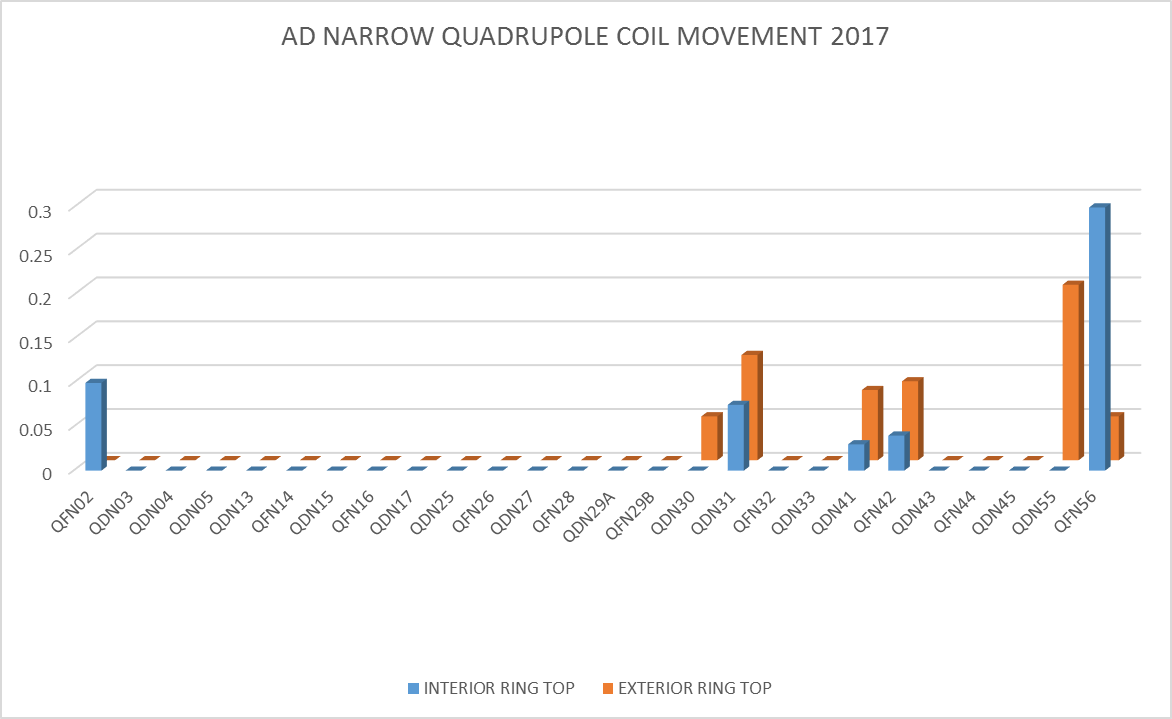 AD NARROW QUADRUPOLE COIL MOVEMENT 2017
0.3
0.25
0.2
0.15
0.1
0.05
0
QFN02
QDN03
QDN04
QDN05
QDN13
QFN14
QDN15
QFN16
QDN17
QDN25
QFN26
QDN27
QFN28
QDN29A
QFN29B
QDN30
QDN31
QFN32
QDN33
QDN41
QFN42
QDN43
QFN44
QDN45
QDN55
QFN56
INTERIOR RING TOP EXTERIOR RING TOP